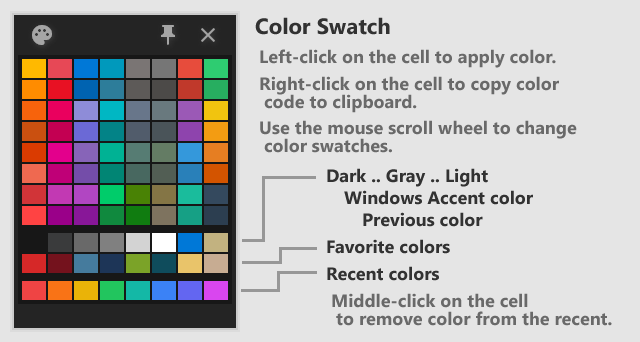 Color Swatch
Left-click on the cell to apply color.
Right-click on the cell to copy color
code to clipboard.
Use the mouse scroll wheel to change
color swatches.
Dark .. Gray .. Light
Windows Accent color
Previous color
Favorite colors
Recent colors
Middle-click on the cell
to remove color from the recent.